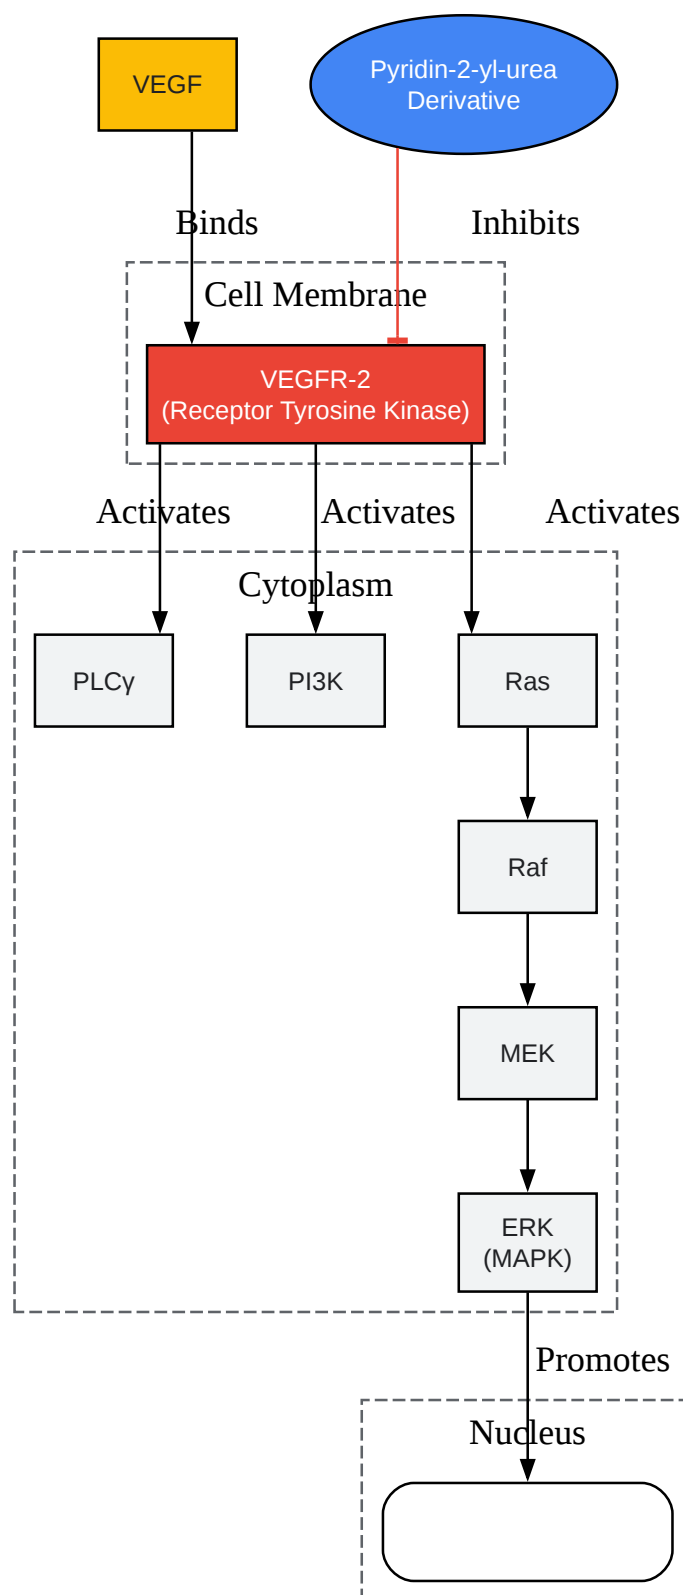 VEGF
Pyridin-2-yl-urea
Derivative
Binds
Inhibits
Cell Membrane
VEGFR-2
(Receptor Tyrosine Kinase)
Activates
Activates
Activates
Cytoplasm
PLCγ
PI3K
Ras
Raf
MEK
ERK
(MAPK)
Promotes
Nucleus